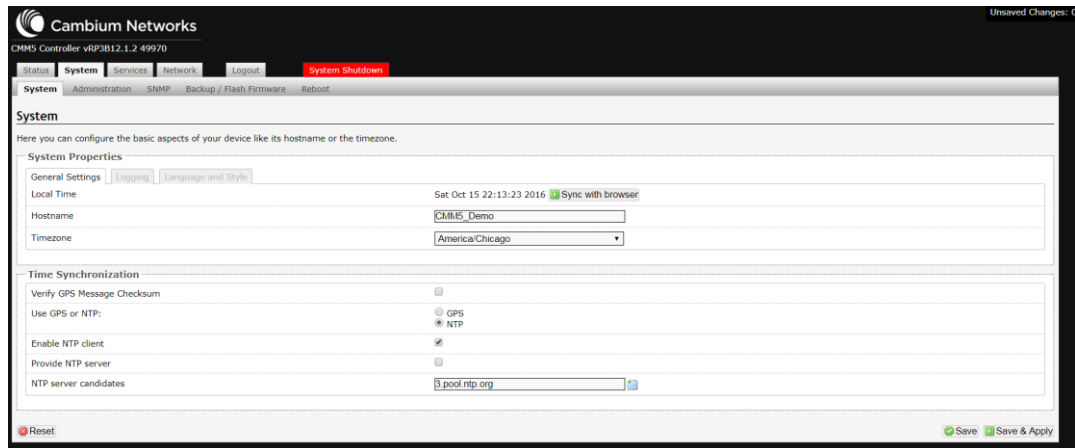 Unsaved Changes: 0
Cambium Networks
CMM5 Controller vRP3B12.1.2 49970
Status System Services Network Logout System Shutdown
System Administration SNMP Backup / Flash Firmware Reboot
System
Here you can configure the basic aspects of your device like its hostname or the timezone.
System Properties
General Settings Logging Language and Style
Local Time Sat Oct 15 22:13:23 2016 Sync with browser
Hostname CMM5_Demo
Timezone America/Chicago
Time Synchronization
Verify GPS Message Checksum
Use GPS or NTP: GPS
NTP
Enable NTP client
Provide NTP server
NTP server candidates 3.pool.ntp.org
Reset Save Save & Apply